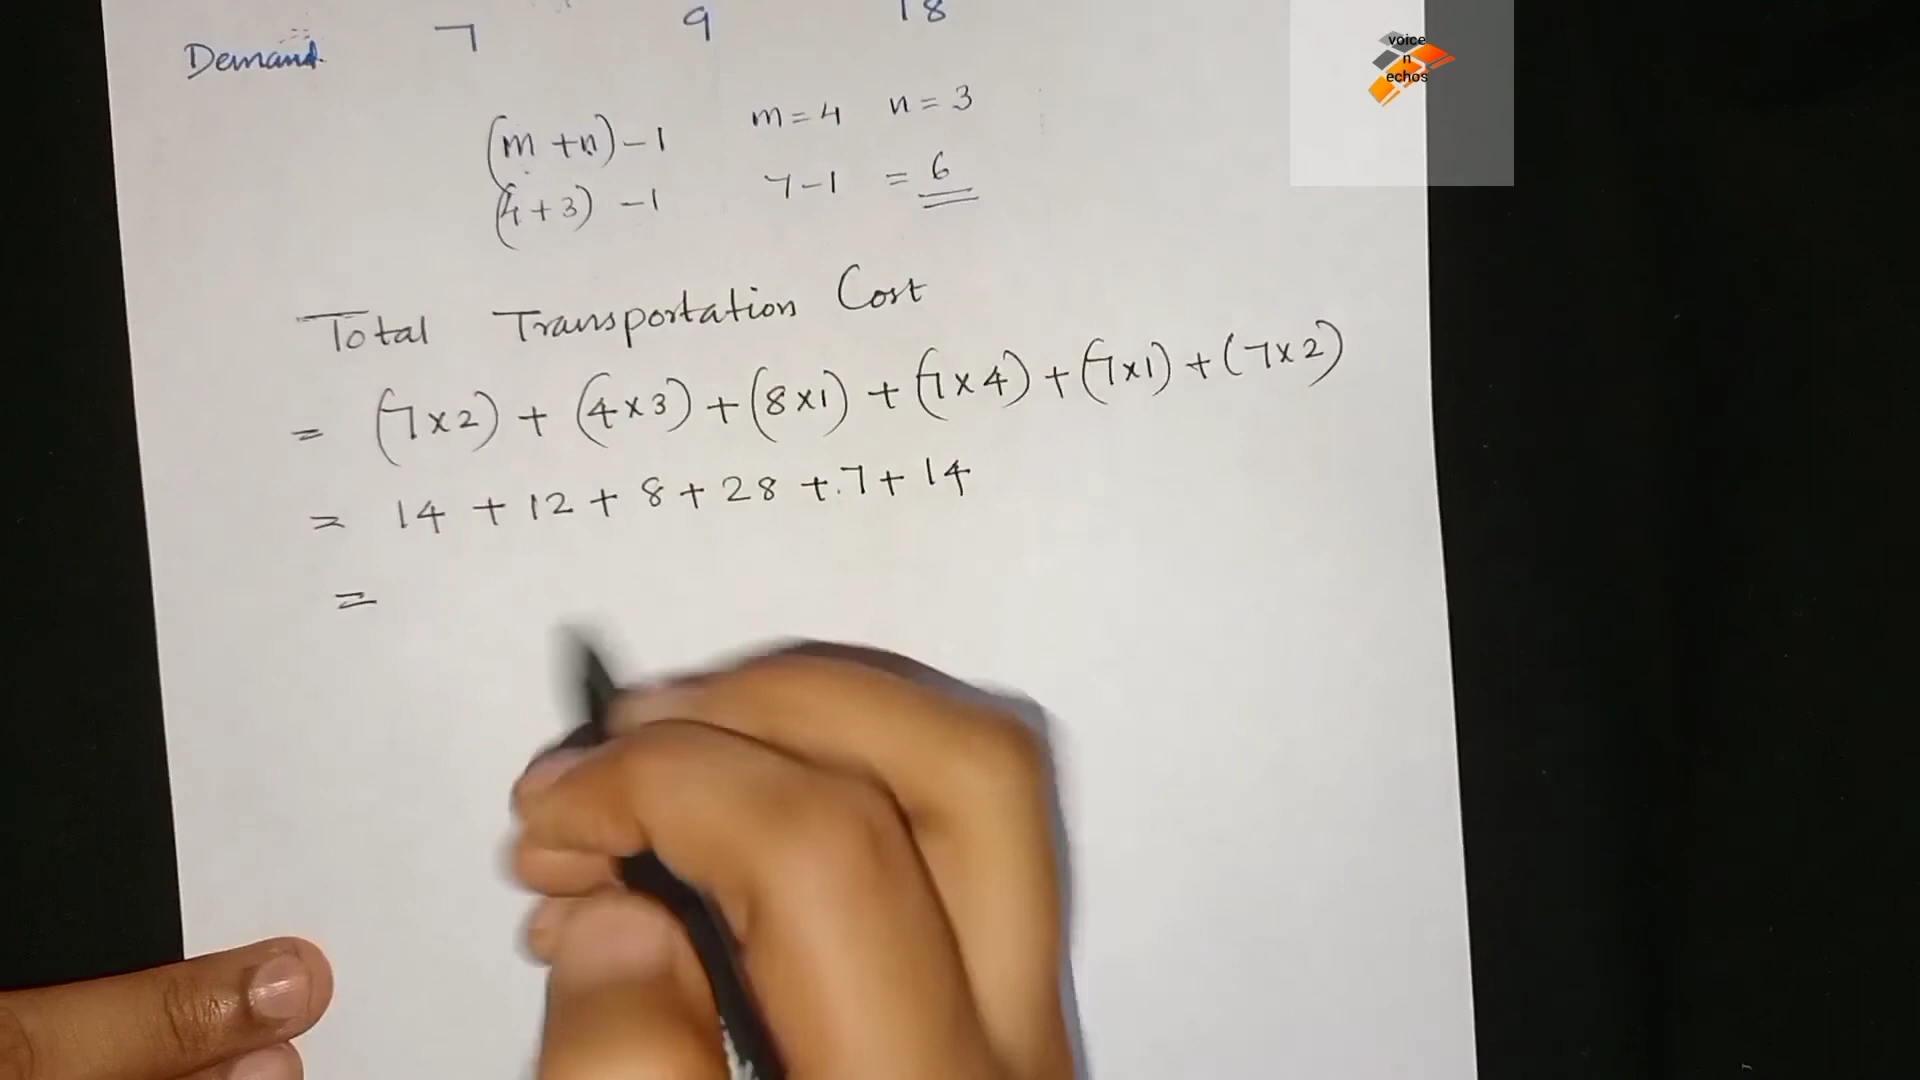 Demand 7 9 18
voice
n
echos
(m+n)-1 m=4 n=3
(4+3) -1 7-1 = 6
Total Transportation Cost
= (7x2) + (4x3) + (8x1) + (7x4) + (7x1) + (7x2)
= 14 + 12 + 8 + 28 + 7 + 14
=